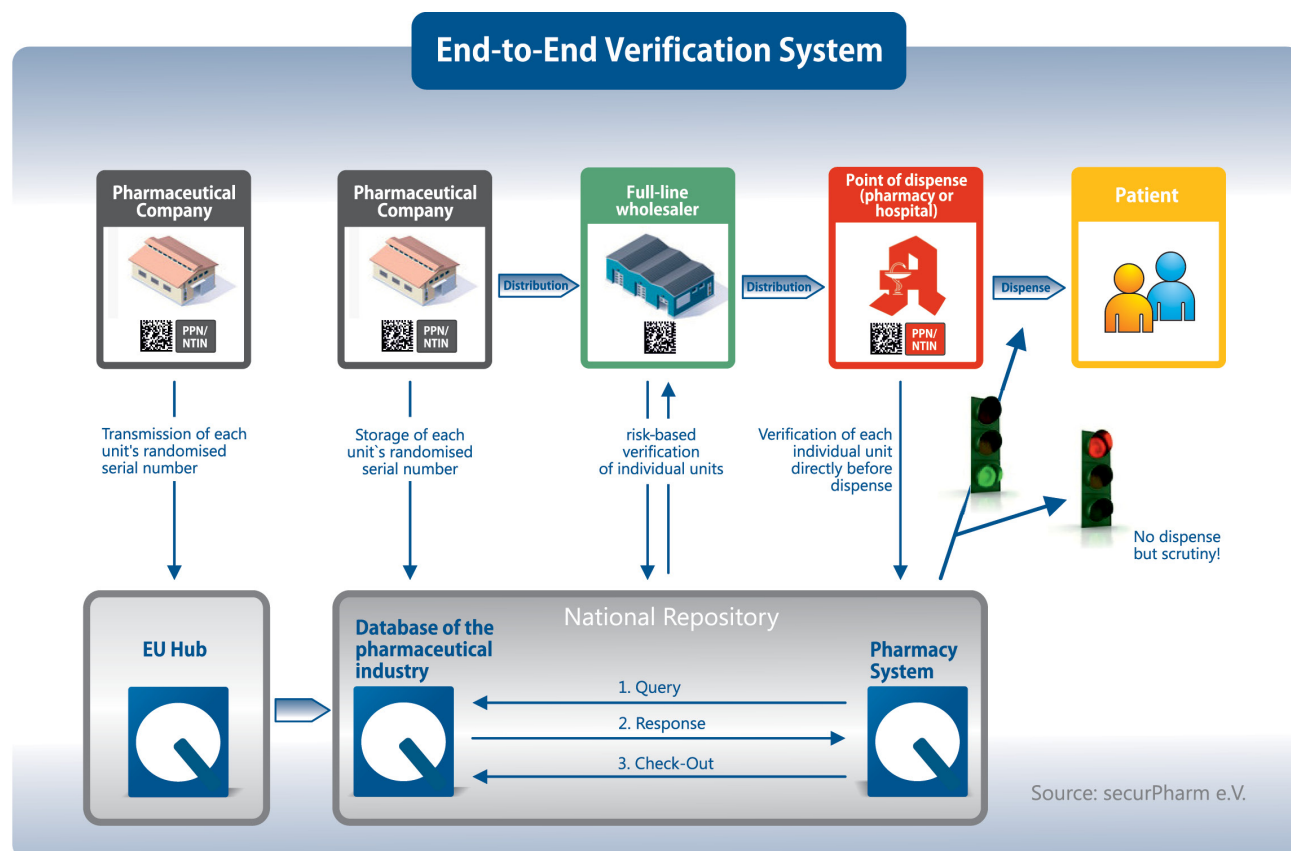 End-to-End Verification System
Pharmaceutical
Company
PPN/
NTIN
Pharmaceutical
Company
PPN/
NTIN
Distribution
Full-line
wholesaler
Distribution
Point of dispense
(pharmacy or
hospital)
PPN/
NTIN
Dispense
Patient
Transmission of each
unit's randomised
serial number
Storage of each
unit`s randomised
serial number
risk-based
verification
of individual units
Verification of each
individual unit
directly before
dispense
No dispense
but scrutiny!
EU Hub
National Repository
Database of the
pharmaceutical
industry
Pharmacy
System
1. Query
2. Response
3. Check-Out
Source: securPharm e.V.